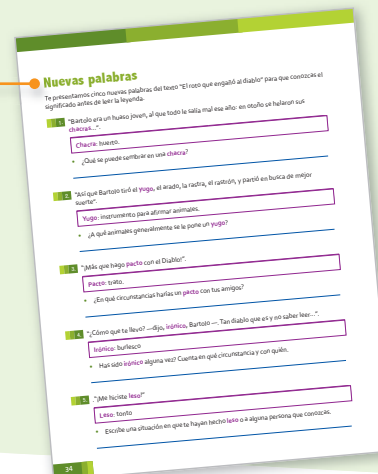 Nuevas palabras
Te presentamos cinco nuevas palabras del texto "El roto que engañó al diablo" para que conozcas el
significado antes de leer la leyenda.
1. "Bartolo era un huaso joven, al que todo le salía mal ese año: en otoño se helaron sus
chacras...".
Chacra: huerto.
• ¿Qué se puede sembrar en una chacra?
2. "Así que Bartolo tiró el yugo, el arado, la rastra, el rastrón, y partió en busca de mejor
suerte".
Yugo: instrumento para afirmar animales.
• ¿A qué animales generalmente se le pone un yugo?
3. "¡Más que hago pacto con el Diablo!".
Pacto: trato.
• ¿En qué circunstancias harías un pacto con tus amigos?
4. "¿Cómo que te llevo? —dijo, irónico, Bartolo —. Tan diablo que es y no saber leer...".
Irónico: burlesco
• Has sido irónico alguna vez? Cuenta en qué circunstancia y con quién.
5. "¡Me hiciste leso!"
Leso: tonto
• Escribe una situación en que te hayan hecho leso o a alguna persona que conozcas.
34